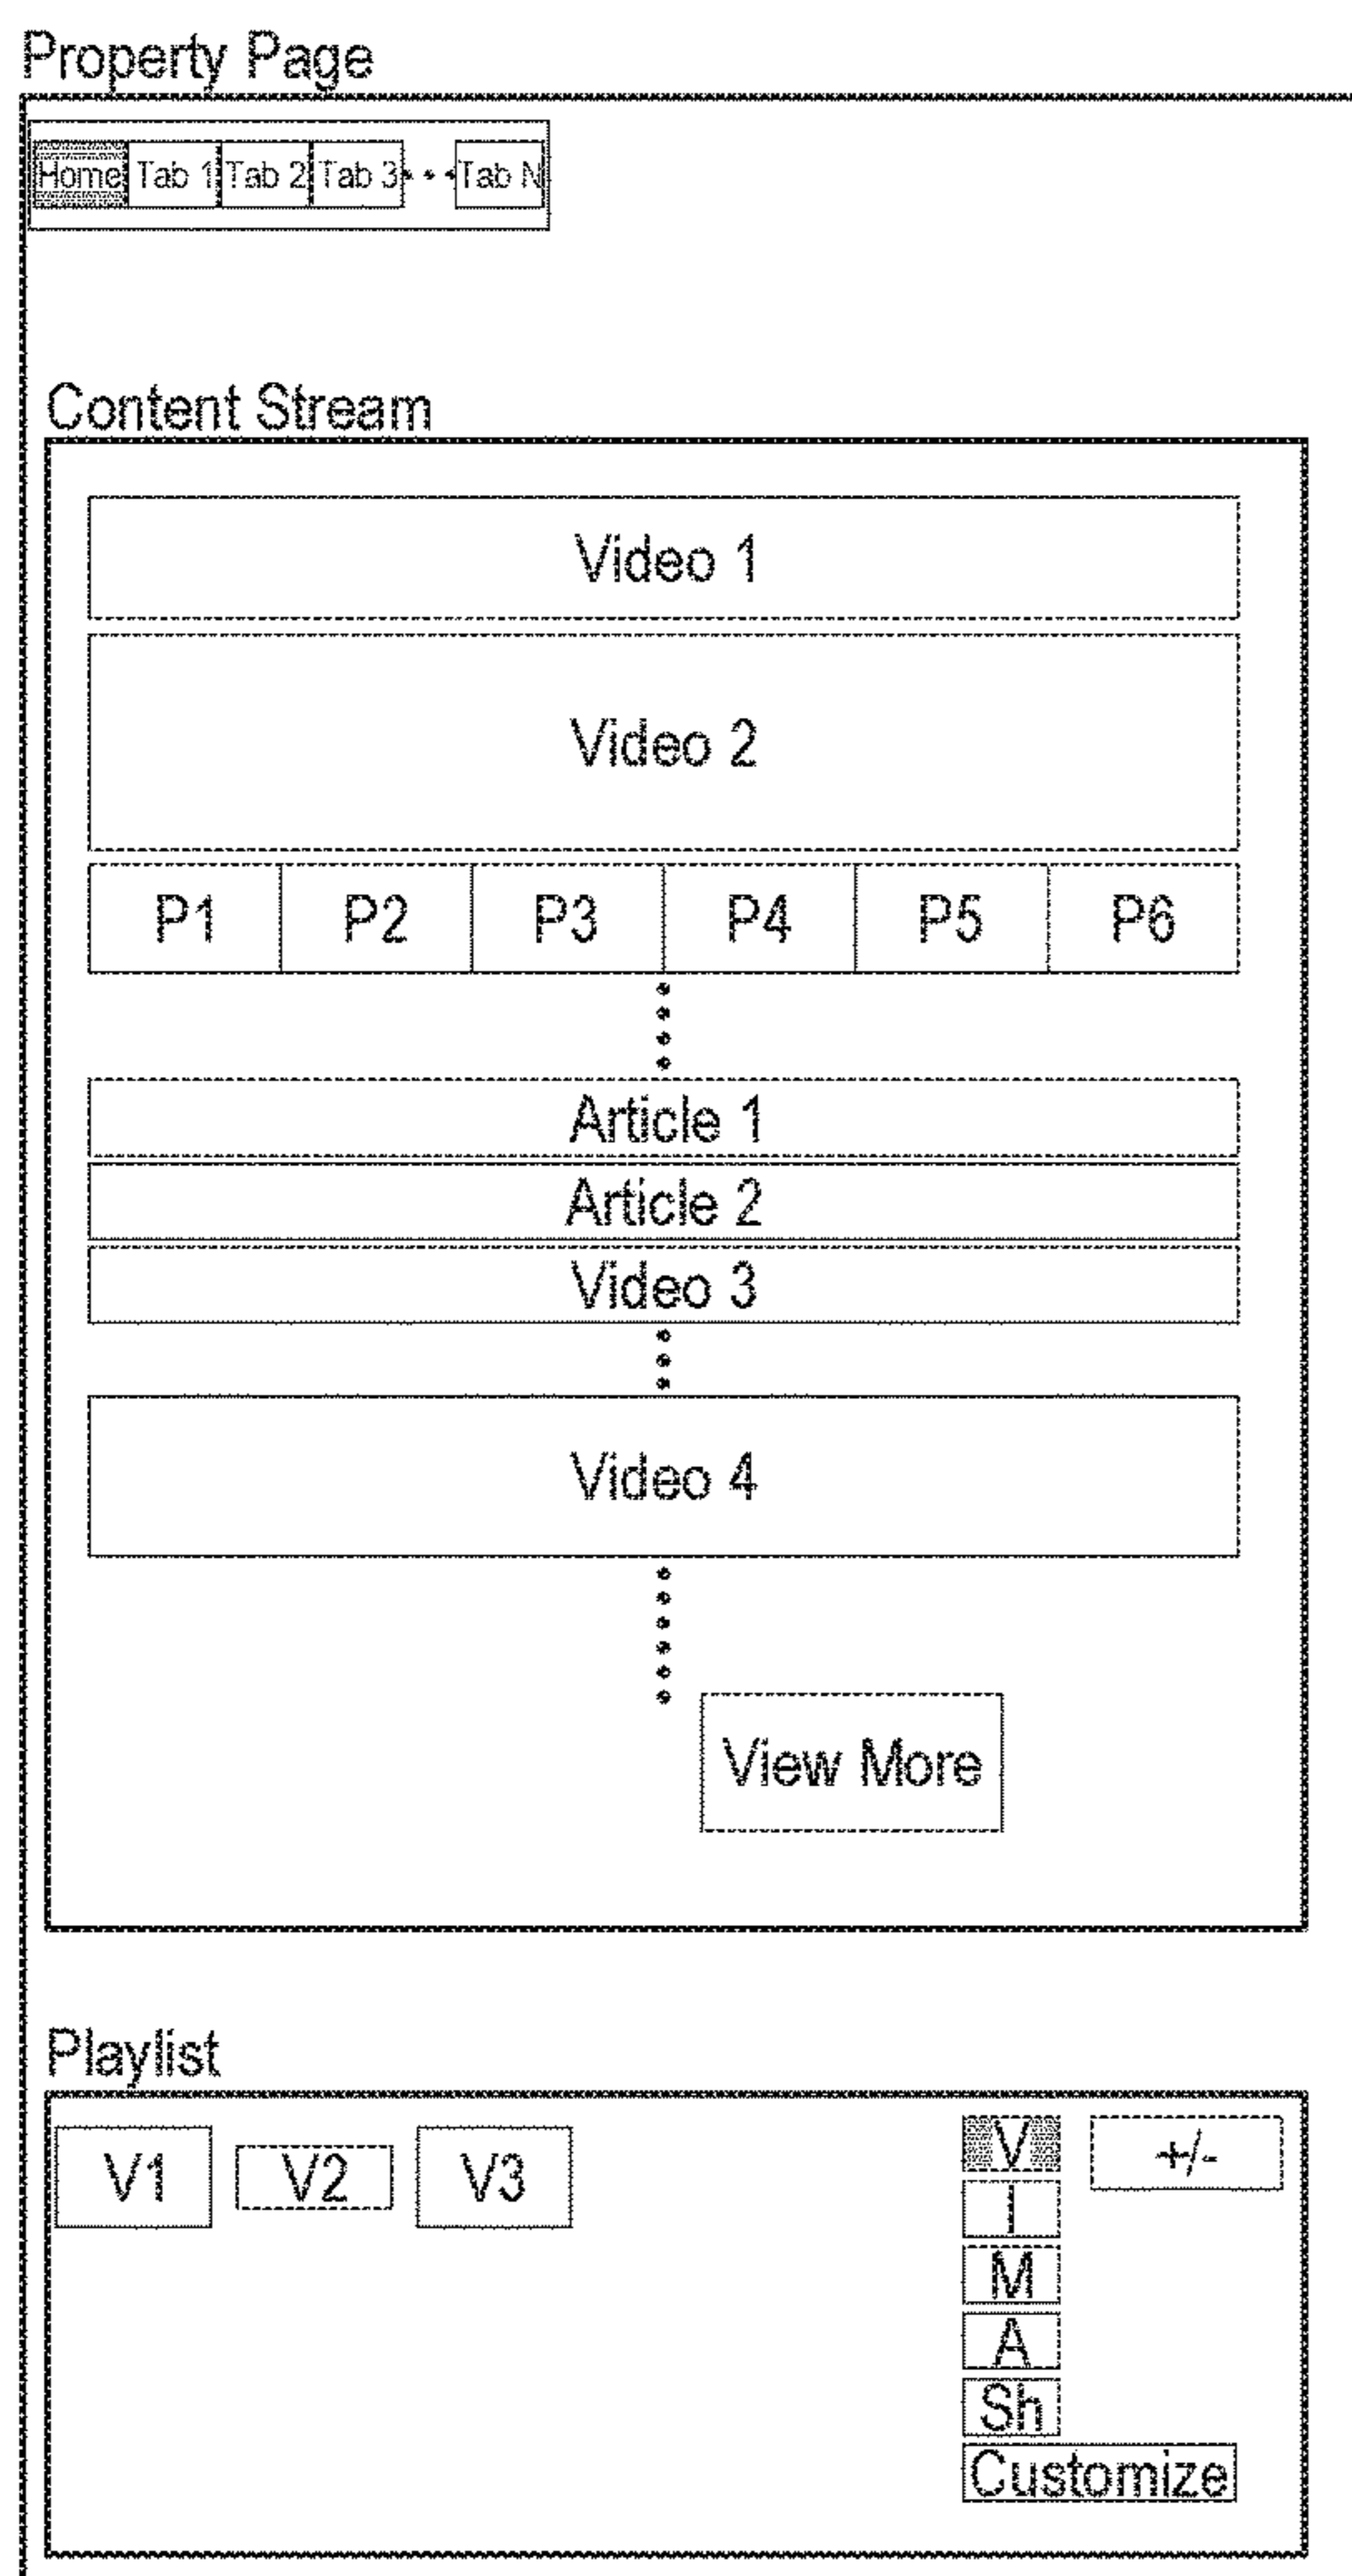 Property Page
Home Tab 1 Tab 2 Tab 3 Tab N
Content Stream
Video 1
Video 2
P1 P2 P3 P4 P5 P6
Article 1
Article 2
Video 3
Video 4
View More
Playlist
V1 V2 V3 V +/-
I
M
A
Sh
Customize